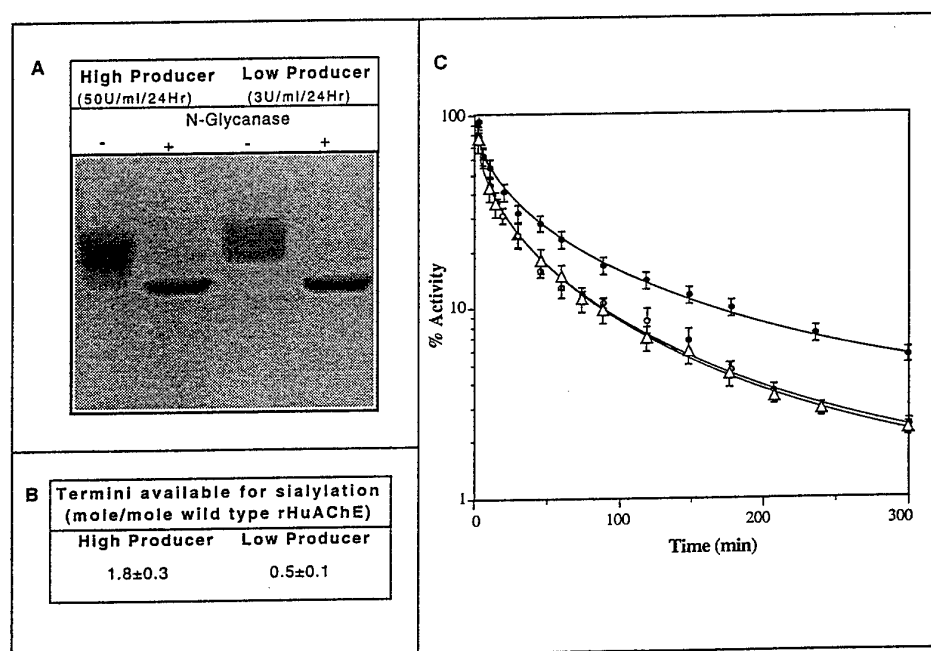 A
High Producer Low Producer
(50U/ml/24Hr) (3U/ml/24Hr)
N-Glycanase
- + - +
B
Termini available for sialylation
(mole/mole wild type rHuAChE)
High Producer Low Producer
1.8±0.3 0.5±0.1
C
% Activity
100
10
1
0 100 200 300
Time (min)